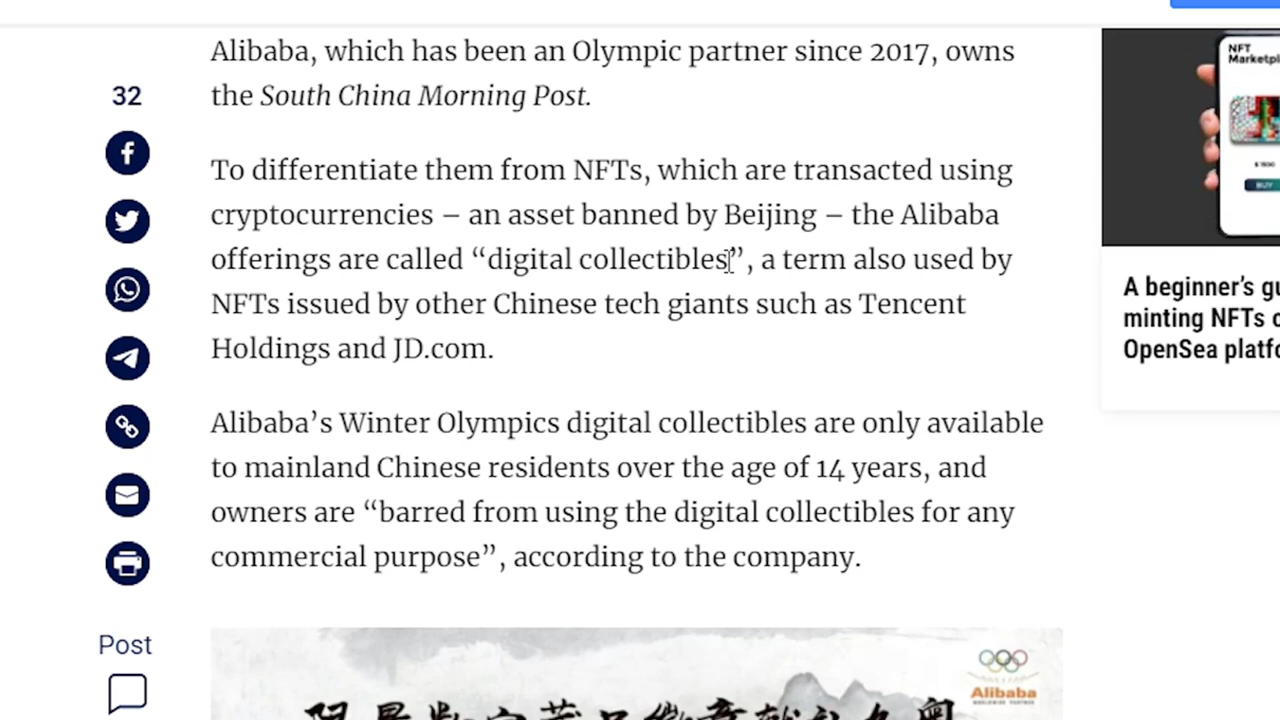 Alibaba, which has been an Olympic partner since 2017, owns
the South China Morning Post.
32
To differentiate them from NFTs, which are transacted using
cryptocurrencies – an asset banned by Beijing – the Alibaba
offerings are called “digital collectibles”, a term also used by
NFTs issued by other Chinese tech giants such as Tencent
Holdings and JD.com.
Alibaba’s Winter Olympics digital collectibles are only available
to mainland Chinese residents over the age of 14 years, and
owners are “barred from using the digital collectibles for any
commercial purpose”, according to the company.
Post
Alibaba
WORLDWIDE PARTNER
NFT
Marketpl
$ 1500
BUY
A beginner’s gu
minting NFTs o
OpenSea platfo